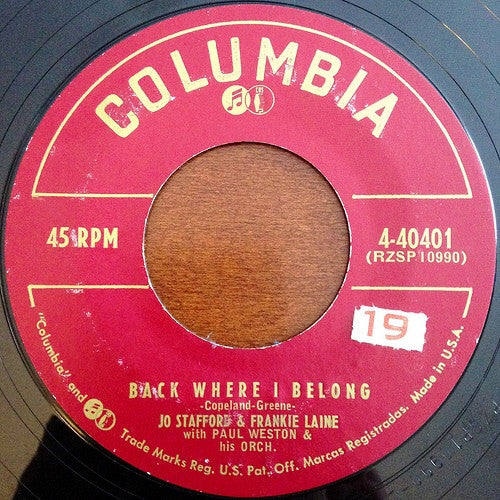 COLUMBIA
CBS
45 RPM
4-40401
(RZSP 10990)
19
BACK WHERE I BELONG
-Copeland-Greene-
JO STAFFORD & FRANKIE LAINE
with PAUL WESTON &
his ORCH.
"Columbia" and Trade Marks Reg. U.S. Pat. Off. Marcas Registradas. Made in U.S.A.